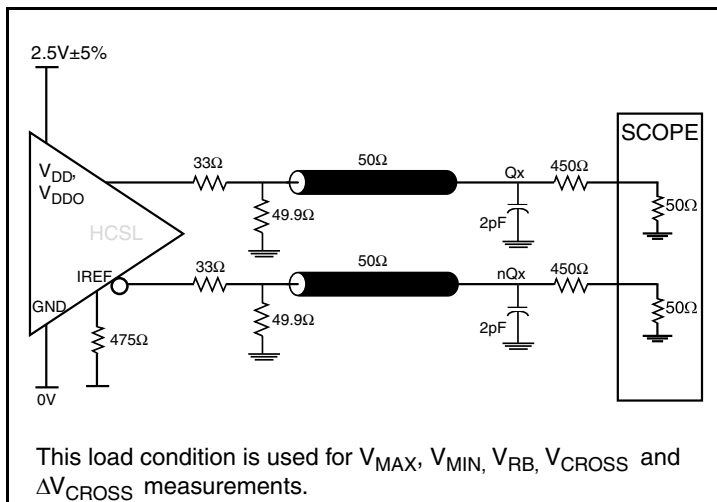 2.5V±5%
SCOPE
V_DD,
V_DDO
HCSL
33Ω
50Ω
Qx
450Ω
49.9Ω
2pF
50Ω
IREF
33Ω
50Ω
nQx
450Ω
GND
49.9Ω
2pF
50Ω
475Ω
0V
This load condition is used for V_MAX, V_MIN, V_RB, V_CROSS and
ΔV_CROSS measurements.